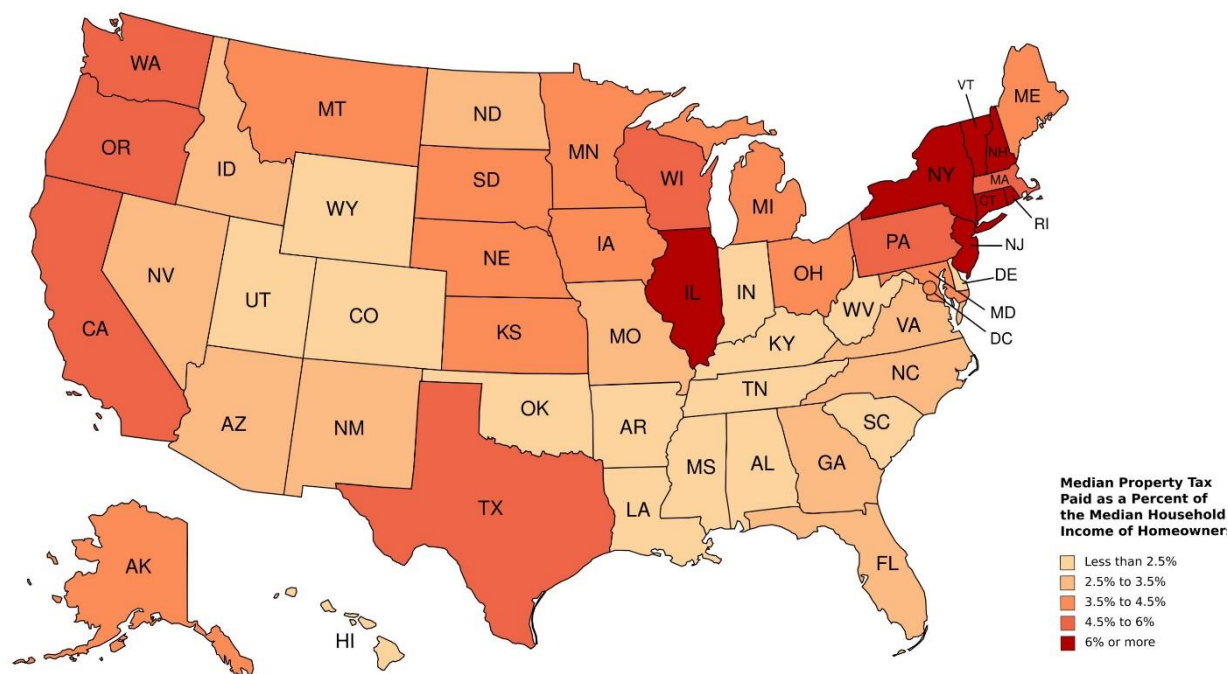 WA
MT
ND
MN
VT
ME
OR
ID
SD
WI
NH
NY
MA
WY
MI
CT
RI
IA
PA
NJ
NE
NV
OH
DE
IL
IN
UT
CO
WV
MD
CA
KS
MO
VA
DC
KY
NC
TN
OK
AZ
NM
AR
SC
MS
AL
GA
TX
LA
AK
FL
HI
Median Property Tax
Paid as a Percent of
the Median Household
Income of Homeowner
Less than 2.5%
2.5% to 3.5%
3.5% to 4.5%
4.5% to 6%
6% or more